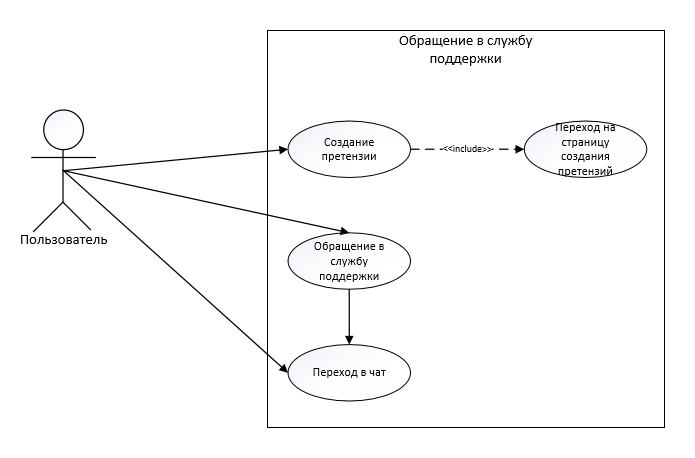 Обращение в службу
поддержки
Создание
претензии
<<include>>
Переход на
страницу
создания
претензий
Пользователь
Обращение в
службу
поддержки
Переход в чат